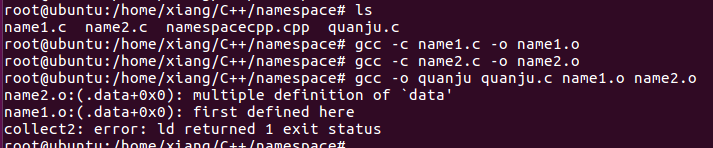 root@ubuntu:/home/xiang/C++/namespace# ls
name1.c  name2.c  namespacecpp.cpp  quanju.c
root@ubuntu:/home/xiang/C++/namespace# gcc -c name1.c -o name1.o
root@ubuntu:/home/xiang/C++/namespace# gcc -c name2.c -o name2.o
root@ubuntu:/home/xiang/C++/namespace# gcc -o quanju quanju.c name1.o name2.o
name2.o:(.data+0x0): multiple definition of `data'
name1.o:(.data+0x0): first defined here
collect2: error: ld returned 1 exit status
root@ubuntu:/home/xiang/C++/namespace#